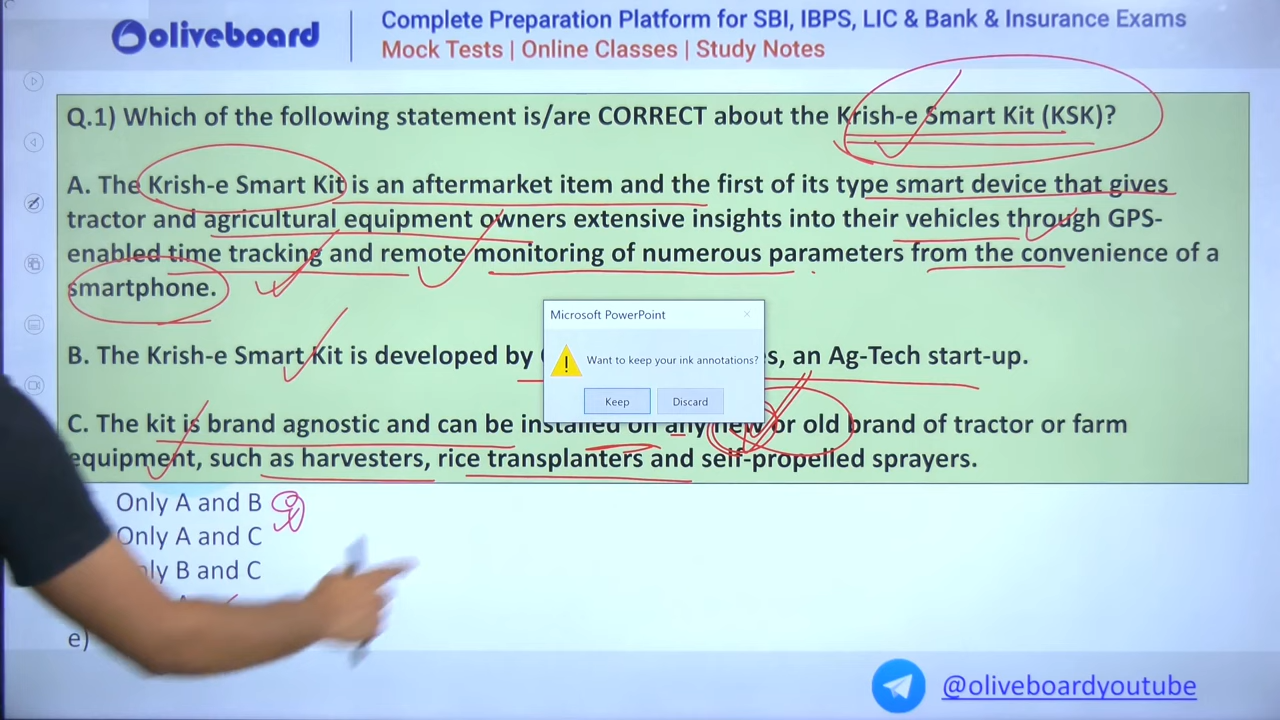 oliveboard
Complete Preparation Platform for SBI, IBPS, LIC & Bank & Insurance Exams
Mock Tests | Online Classes | Study Notes
Q.1) Which of the following statement is/are CORRECT about the Krish-e Smart Kit (KSK)?
A. The Krish-e Smart Kit is an aftermarket item and the first of its type smart device that gives
tractor and agricultural equipment owners extensive insights into their vehicles through GPS-
enabled time tracking and remote monitoring of numerous parameters from the convenience of a
smartphone.
Microsoft PowerPoint
B. The Krish-e Smart Kit is developed by an Ag-Tech start-up.
Want to keep your ink annotations?
Keep Discard
C. The kit is brand agnostic and can be installed on any new or old brand of tractor or farm
equipment, such as harvesters, rice transplanters and self-propelled sprayers.
Only A and B
Only A and C
B and C
e)
@oliveboardyoutube